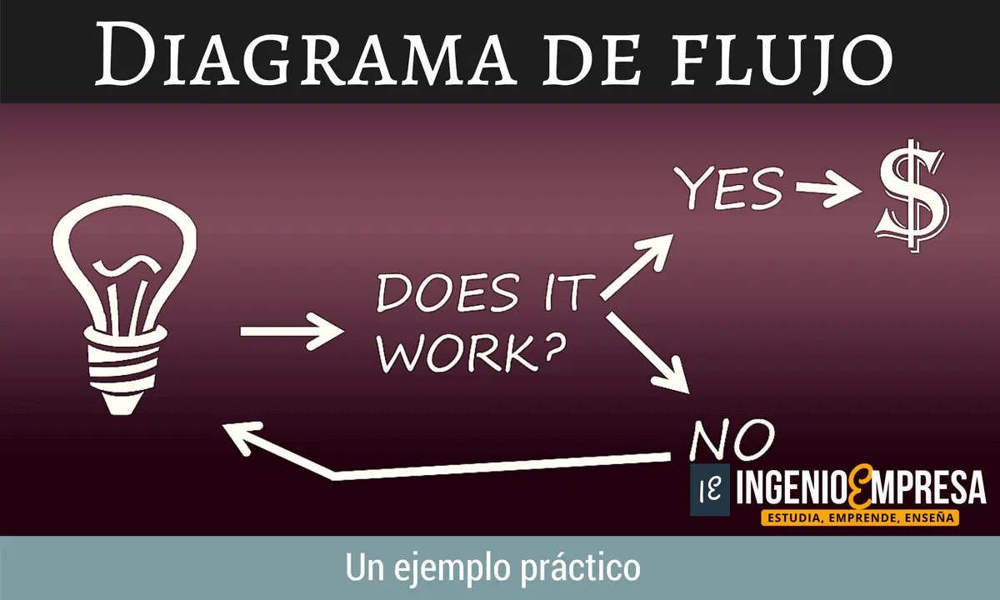 DIAGRAMA DE FLUJO
YES
$
DOES IT
WORK?
NO
IE INGENIOEMPRESA
ESTUDIA, EMPRENDE, ENSEÑA
Un ejemplo práctico